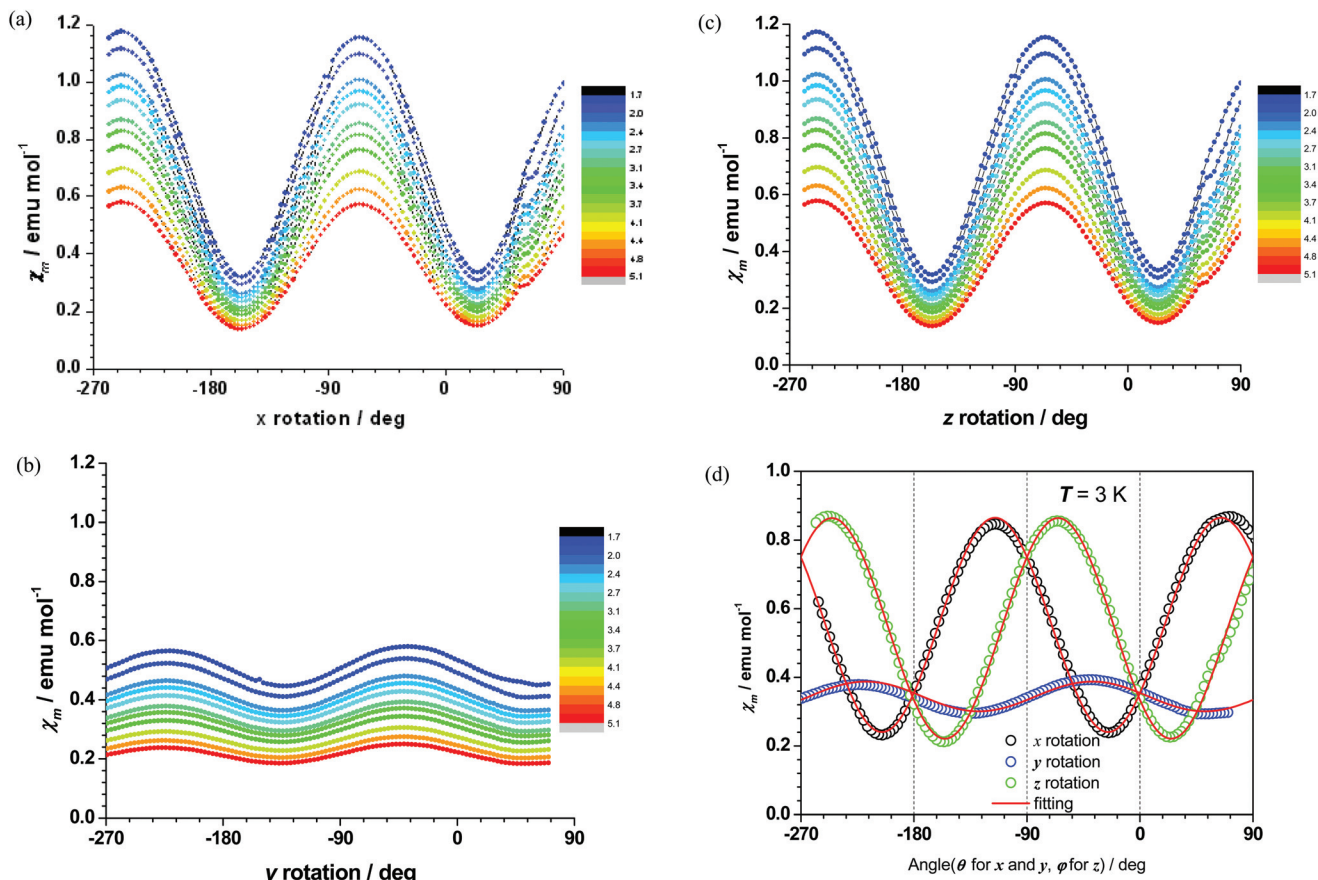 (a)
1.2
1.0
0.8
0.6
0.4
0.2
0.0
χm / emu mol-1
-270 -180 -90 0 90
x rotation / deg
1.7
2.0
2.4
2.7
3.1
3.4
3.7
4.1
4.4
4.8
5.1
(c)
1.2
1.0
0.8
0.6
0.4
0.2
0.0
χm / emu mol-1
-270 -180 -90 0 90
z rotation / deg
1.7
2.0
2.4
2.7
3.1
3.4
3.7
4.1
4.4
4.8
5.1
(b)
1.2
1.0
0.8
0.6
0.4
0.2
0.0
χm / emu mol-1
-270 -180 -90 0 90
y rotation / deg
1.7
2.0
2.4
2.7
3.1
3.4
3.7
4.1
4.4
4.8
5.1
(d)
1.0
0.8
0.6
0.4
0.2
0.0
χm / emu mol-1
T = 3 K
x rotation
y rotation
z rotation
fitting
-270 -180 -90 0 90
Angle(θ for x and y, φ for z) / deg